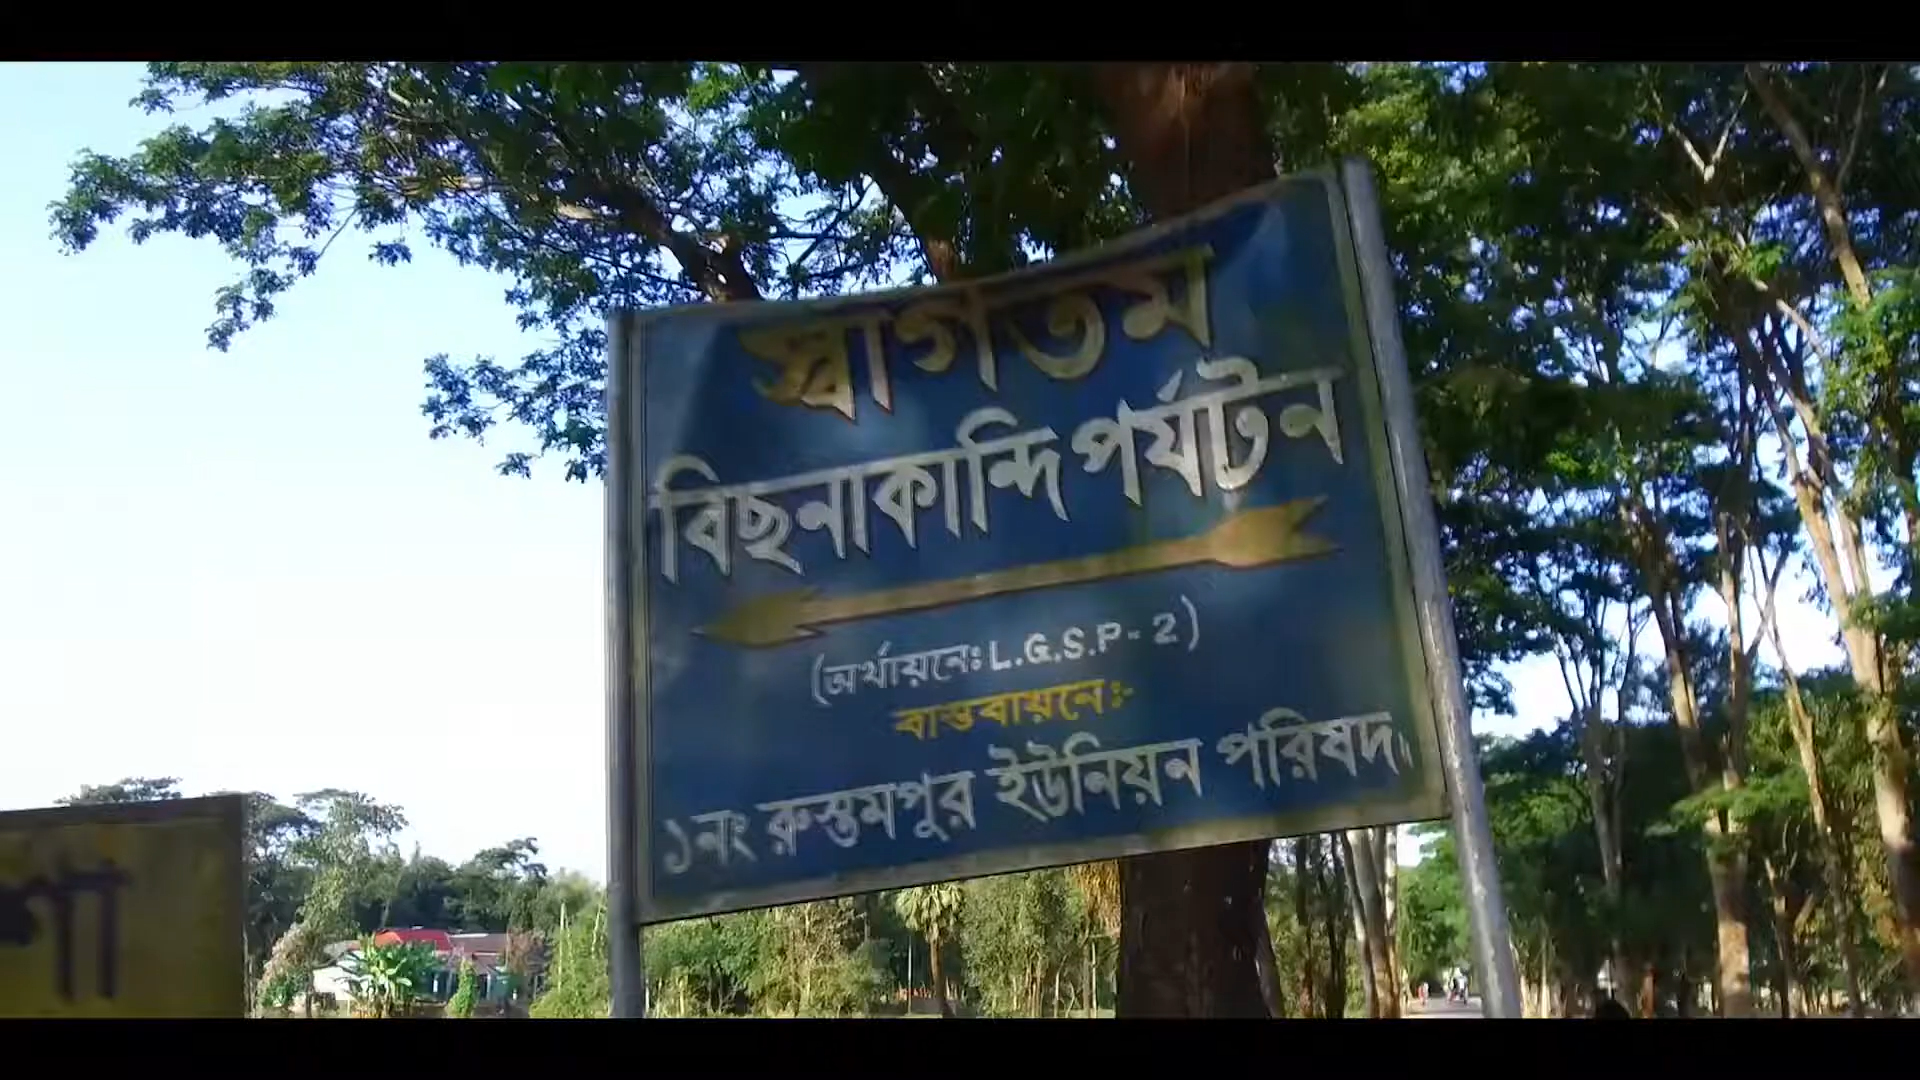 স্বাগতম
বিছনাকান্দি পর্যটন
(অর্থায়নেঃ L.G.S.P - 2)
বাস্তবায়নেঃ-
১নং রুস্তমপুর ইউনিয়ন পরিষদ।